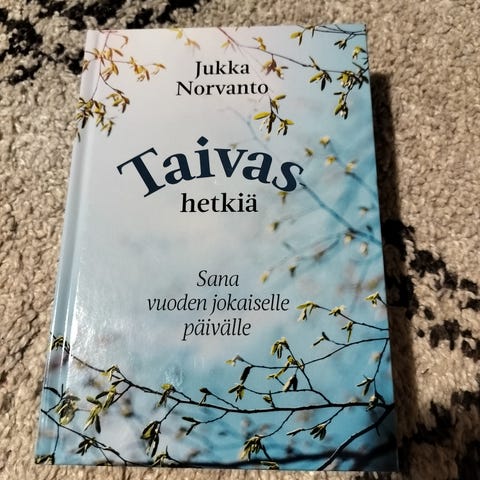 Jukka
Norvanto
Taivas
hetkiä
Sana
vuoden jokaiselle
päivälle